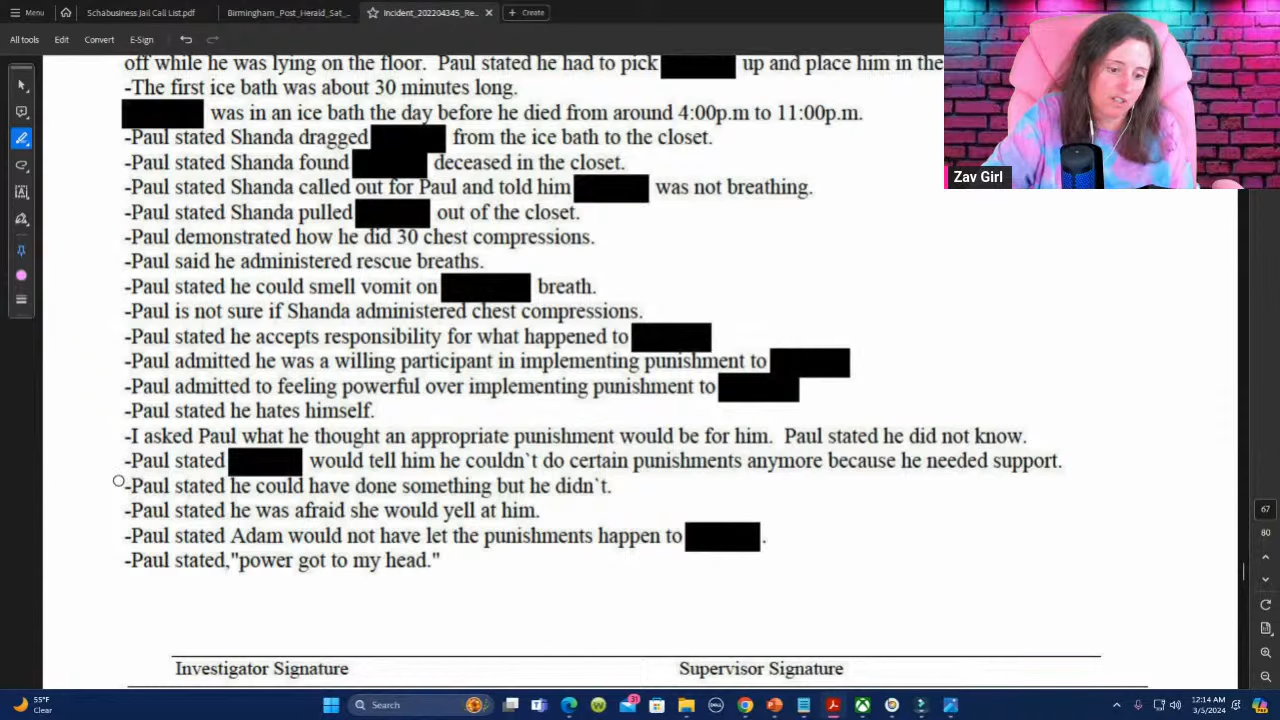 Menu
Schabusiness Jail Call List.pdf
Birmingham_Post_Herald_Sat_...
Incident_202204345_Re...
Create
All tools Edit Convert E-Sign
off while he was lying on the floor. Paul stated he had to pick up and place him in the
-The first ice bath was about 30 minutes long.
was in an ice bath the day before he died from around 4:00p.m to 11:00p.m.
-Paul stated Shanda dragged from the ice bath to the closet.
-Paul stated Shanda found deceased in the closet.
-Paul stated Shanda called out for Paul and told him was not breathing.
-Paul stated Shanda pulled out of the closet.
-Paul demonstrated how he did 30 chest compressions.
-Paul said he administered rescue breaths.
-Paul stated he could smell vomit on breath.
-Paul is not sure if Shanda administered chest compressions.
-Paul stated he accepts responsibility for what happened to
-Paul admitted he was a willing participant in implementing punishment to
-Paul admitted to feeling powerful over implementing punishment to
-Paul stated he hates himself.
-I asked Paul what he thought an appropriate punishment would be for him. Paul stated he did not know.
-Paul stated would tell him he couldn`t do certain punishments anymore because he needed support.
-Paul stated he could have done something but he didn`t.
-Paul stated he was afraid she would yell at him.
-Paul stated Adam would not have let the punishments happen to .
-Paul stated,"power got to my head."
Investigator Signature Supervisor Signature
Zav Girl
67
80
55°F
Clear
Search
31
12:14 AM
3/5/2024